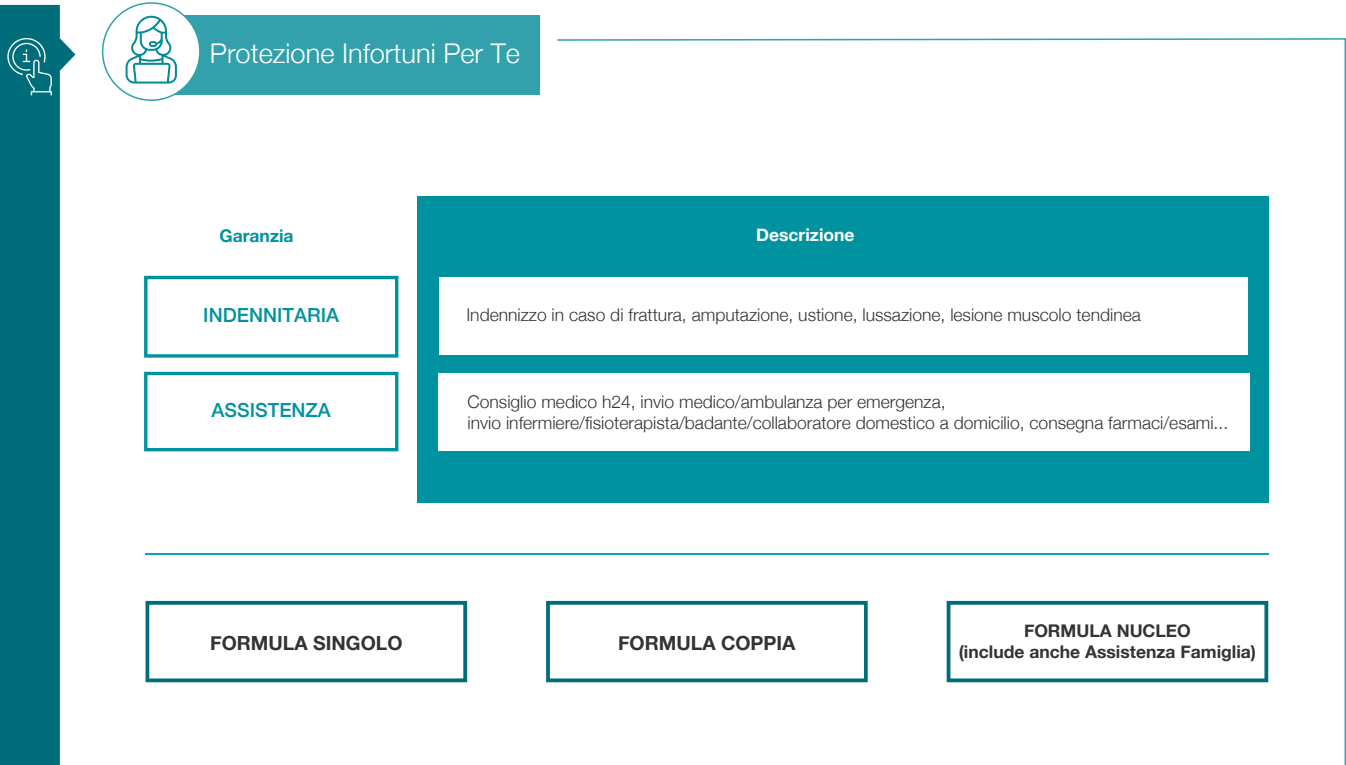 i
Protezione Infortuni Per Te
Garanzia
Descrizione
INDENNITARIA
Indennizzo in caso di frattura, amputazione, ustione, lussazione, lesione muscolo tendinea
ASSISTENZA
Consiglio medico h24, invio medico/ambulanza per emergenza,
invio infermiere/fisioterapista/badante/collaboratore domestico a domicilio, consegna farmaci/esami...
FORMULA SINGOLO
FORMULA COPPIA
FORMULA NUCLEO
(include anche Assistenza Famiglia)